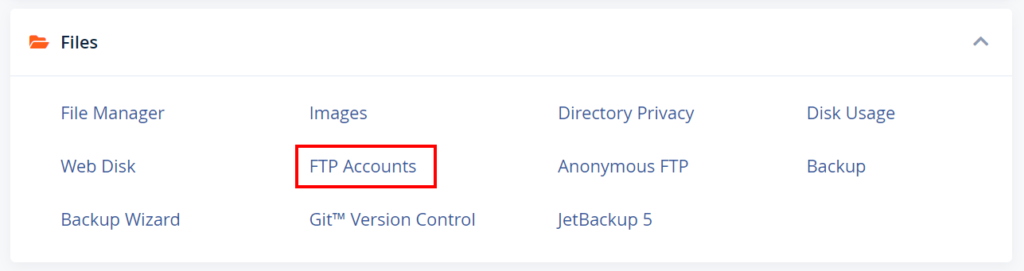 Files
File Manager Images Directory Privacy Disk Usage
Web Disk FTP Accounts Anonymous FTP Backup
Backup Wizard Git™ Version Control JetBackup 5